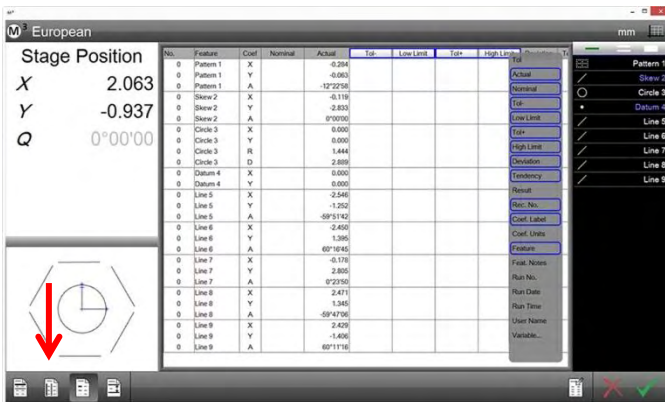 M³ European
mm
Stage Position
X 2.063
Y -0.937
Q 0°00'00
No. Feature Coef Nominal Actual Tol- Low Limit Tol+ High Limit
0 Pattern 1 X -0.284
0 Pattern 1 Y -0.063
0 Pattern 1 A -12°22'58
0 Skew 2 X -0.119
0 Skew 2 Y -2.833
0 Skew 2 A 0°00'00
0 Circle 3 X 0.000
0 Circle 3 Y 0.000
0 Circle 3 R 1.444
0 Circle 3 D 2.889
0 Datum 4 X 0.000
0 Datum 4 Y 0.000
0 Line 5 X -2.546
0 Line 5 Y -1.252
0 Line 5 A -59°51'42
0 Line 6 X -2.450
0 Line 6 Y 1.395
0 Line 6 A 60°16'45
0 Line 7 X -0.178
0 Line 7 Y 2.805
0 Line 7 A 0°23'50
0 Line 8 X 2.471
0 Line 8 Y 1.345
0 Line 8 A -59°47'06
0 Line 9 X 2.429
0 Line 9 Y -1.406
0 Line 9 A 60°11'16
Tol
Actual
Nominal
Tol-
Low Limit
Tol+
High Limit
Deviation
Tendency
Result
Rec. No.
Coef. Label
Coef. Units
Feature
Feat. Notes
Run No.
Run Date
Run Time
User Name
Variable...
Pattern 1
Skew 2
Circle 3
Datum 4
Line 5
Line 6
Line 7
Line 8
Line 9